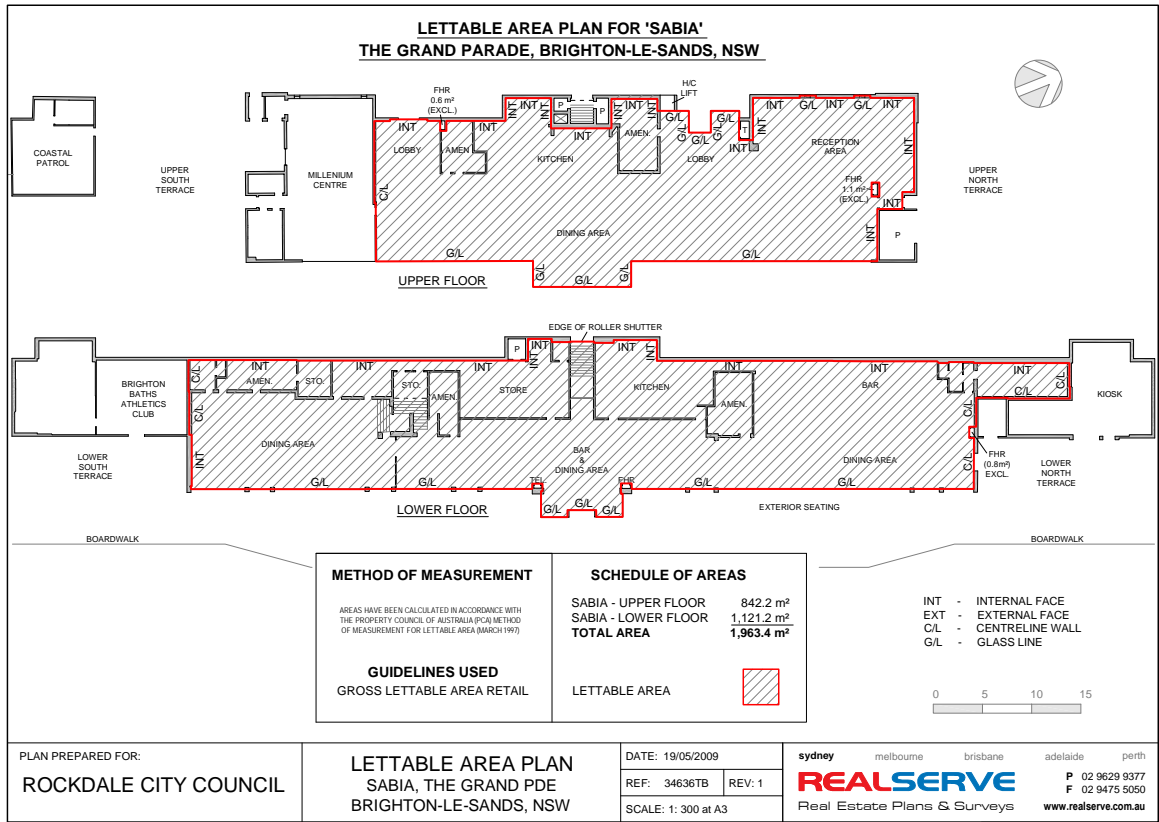 LETTABLE AREA PLAN FOR 'SABIA'
THE GRAND PARADE, BRIGHTON-LE-SANDS, NSW
COASTAL
PATROL
UPPER
SOUTH
TERRACE
MILLENIUM
CENTRE
FHR
0.6 m²
(EXCL.)
H/C
LIFT
INT
LOBBY
AMEN
INT
INT
INT
P
P
INT
KITCHEN
INT
INT
AMEN.
G/L
G/L
G/L
G/L
LOBBY
INT
T
INT
INT
G/L
INT
G/L
INT
RECEPTION
AREA
INT
FHR
1.1 m²
(EXCL.)
INT
INT
P
UPPER
NORTH
TERRACE
C/L
DINING AREA
G/L
G/L
G/L
G/L
G/L
UPPER FLOOR
EDGE OF ROLLER SHUTTER
BRIGHTON
BATHS
ATHLETICS
CLUB
LOWER
SOUTH
TERRACE
C/L
C/L
INT
INT
AMEN.
STO.
INT
STO.
AMEN.
INT
P
INT
INT
STORE
INT
INT
KITCHEN
AMEN.
INT
BAR
INT
INT
C/L
C/L
C/L
KIOSK
DINING AREA
BAR
&
DINING AREA
DINING AREA
C/L
FHR
(0.8m²)
EXCL.
LOWER
NORTH
TERRACE
G/L
G/L
TEL.
FHR
G/L
G/L
G/L
G/L
G/L
LOWER FLOOR
EXTERIOR SEATING
BOARDWALK
BOARDWALK
METHOD OF MEASUREMENT
AREAS HAVE BEEN CALCULATED IN ACCORDANCE WITH
THE PROPERTY COUNCIL OF AUSTRALIA (PCA) METHOD
OF MEASUREMENT FOR LETTABLE AREA (MARCH 1997)
GUIDELINES USED
GROSS LETTABLE AREA RETAIL
SCHEDULE OF AREAS
SABIA - UPPER FLOOR 842.2 m²
SABIA - LOWER FLOOR 1,121.2 m²
TOTAL AREA 1,963.4 m²
LETTABLE AREA
INT - INTERNAL FACE
EXT - EXTERNAL FACE
C/L - CENTRELINE WALL
G/L - GLASS LINE
0 5 10 15
PLAN PREPARED FOR:
ROCKDALE CITY COUNCIL
LETTABLE AREA PLAN
SABIA, THE GRAND PDE
BRIGHTON-LE-SANDS, NSW
DATE: 19/05/2009
REF: 34636TB REV: 1
SCALE: 1: 300 at A3
sydney melbourne brisbane adelaide perth
REALSERVE
Real Estate Plans & Surveys
P 02 9629 9377
F 02 9475 5050
www.realserve.com.au